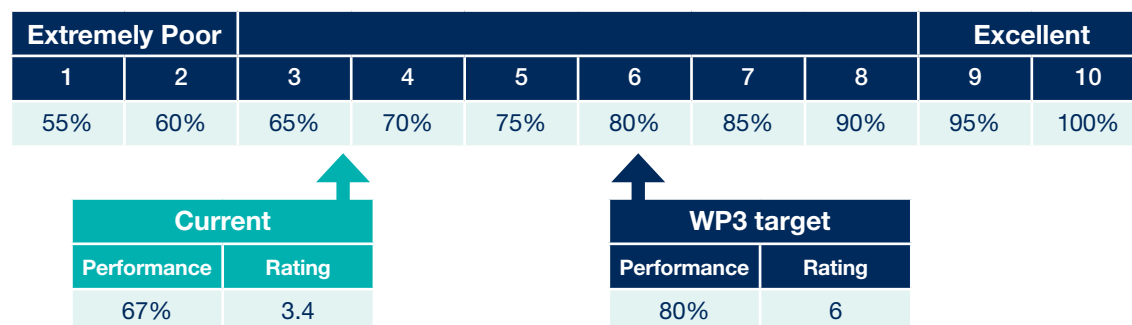 Extremely Poor Excellent
1 2 3 4 5 6 7 8 9 10
55% 60% 65% 70% 75% 80% 85% 90% 95% 100%
Current WP3 target
Performance Rating Performance Rating
67% 3.4 80% 6